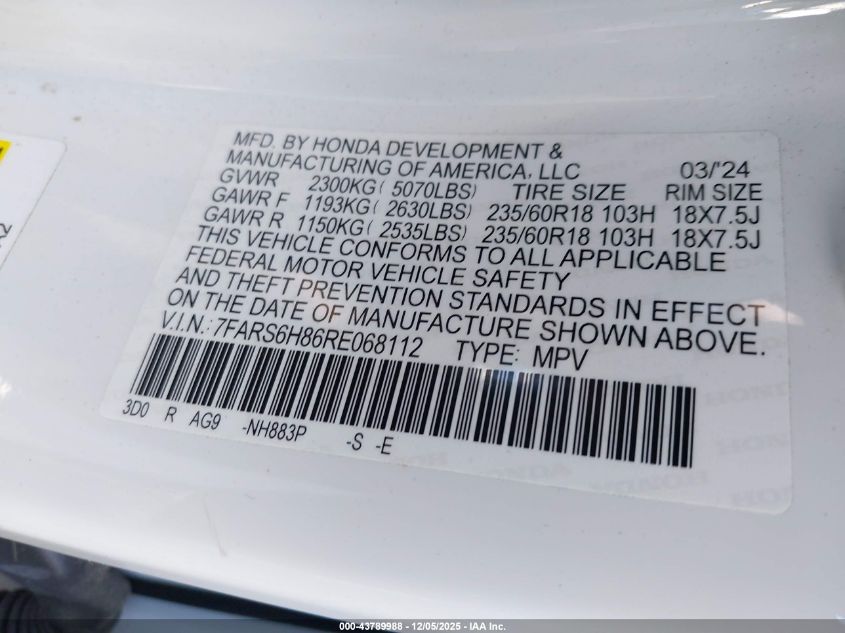 MFD. BY HONDA DEVELOPMENT &
MANUFACTURING OF AMERICA, LLC 03/'24
GVWR 2300KG( 5070LBS) TIRE SIZE RIM SIZE
GAWR F 1193KG( 2630LBS) 235/60R18 103H 18X7.5J
GAWR R 1150KG( 2535LBS) 235/60R18 103H 18X7.5J
THIS VEHICLE CONFORMS TO ALL APPLICABLE
FEDERAL MOTOR VEHICLE SAFETY
AND THEFT PREVENTION STANDARDS IN EFFECT
ON THE DATE OF MANUFACTURE SHOWN ABOVE.
V.I.N.: 7FARS6H86RE068112 TYPE: MPV
3D0 R AG9 -NH883P -S -E
HONDA
000-43789988 - 12/05/2025 - IAA Inc.